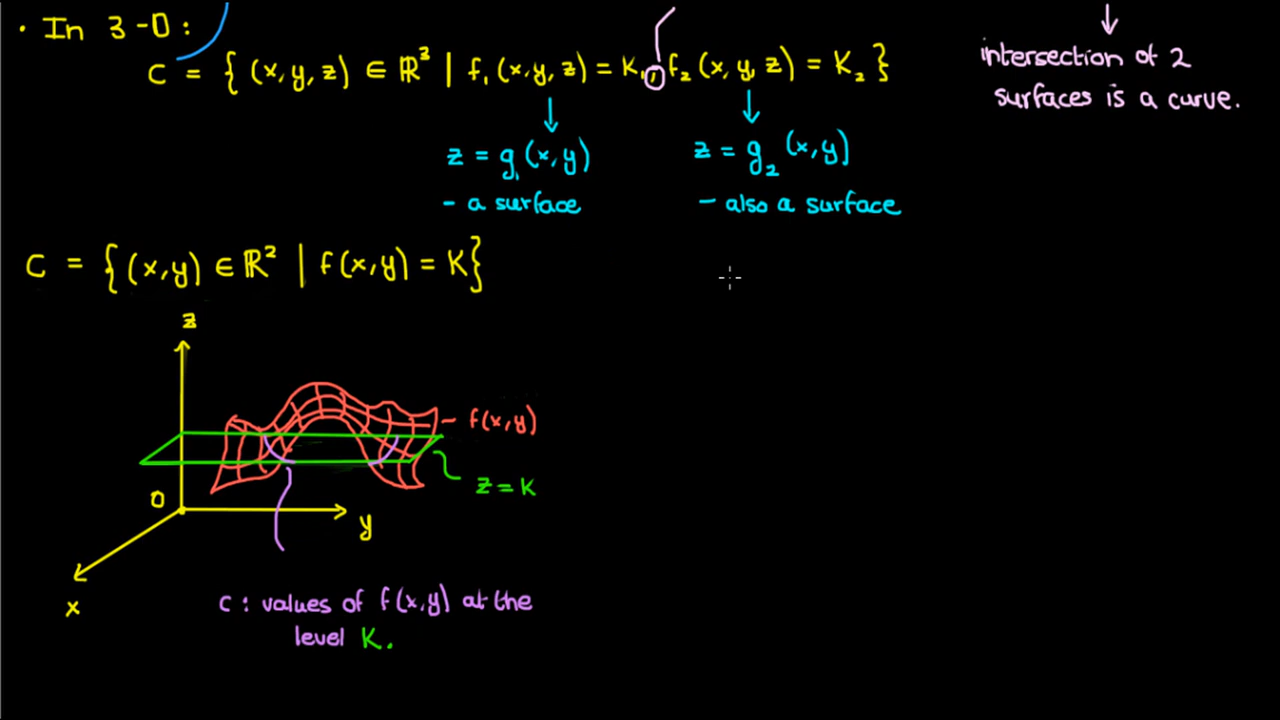 • In 3-D:
C = { (x, y, z) ∈ ℝ³ | f₁ (x, y, z) = K₁, f₂ (x, y, z) = K₂ }
intersection of 2
surfaces is a curve.
z = g₁ (x, y)
- a surface
z = g₂ (x, y)
- also a surface
C = { (x, y) ∈ ℝ² | f(x, y) = K }
z
f(x, y)
z = K
O
y
x
C : values of f(x, y) at the
level K.